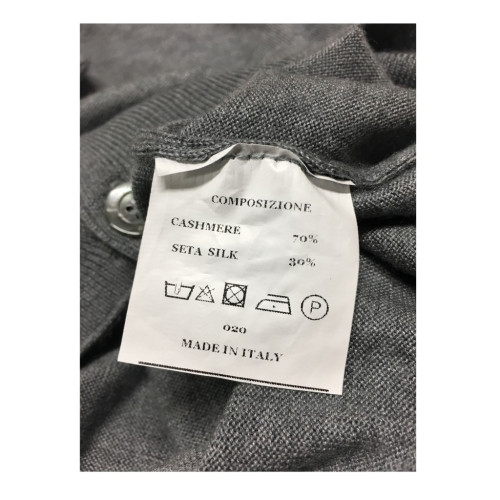 COMPOSIZIONE
CASHMERE 70%
SETA SILK 30%
P
020
MADE IN ITALY